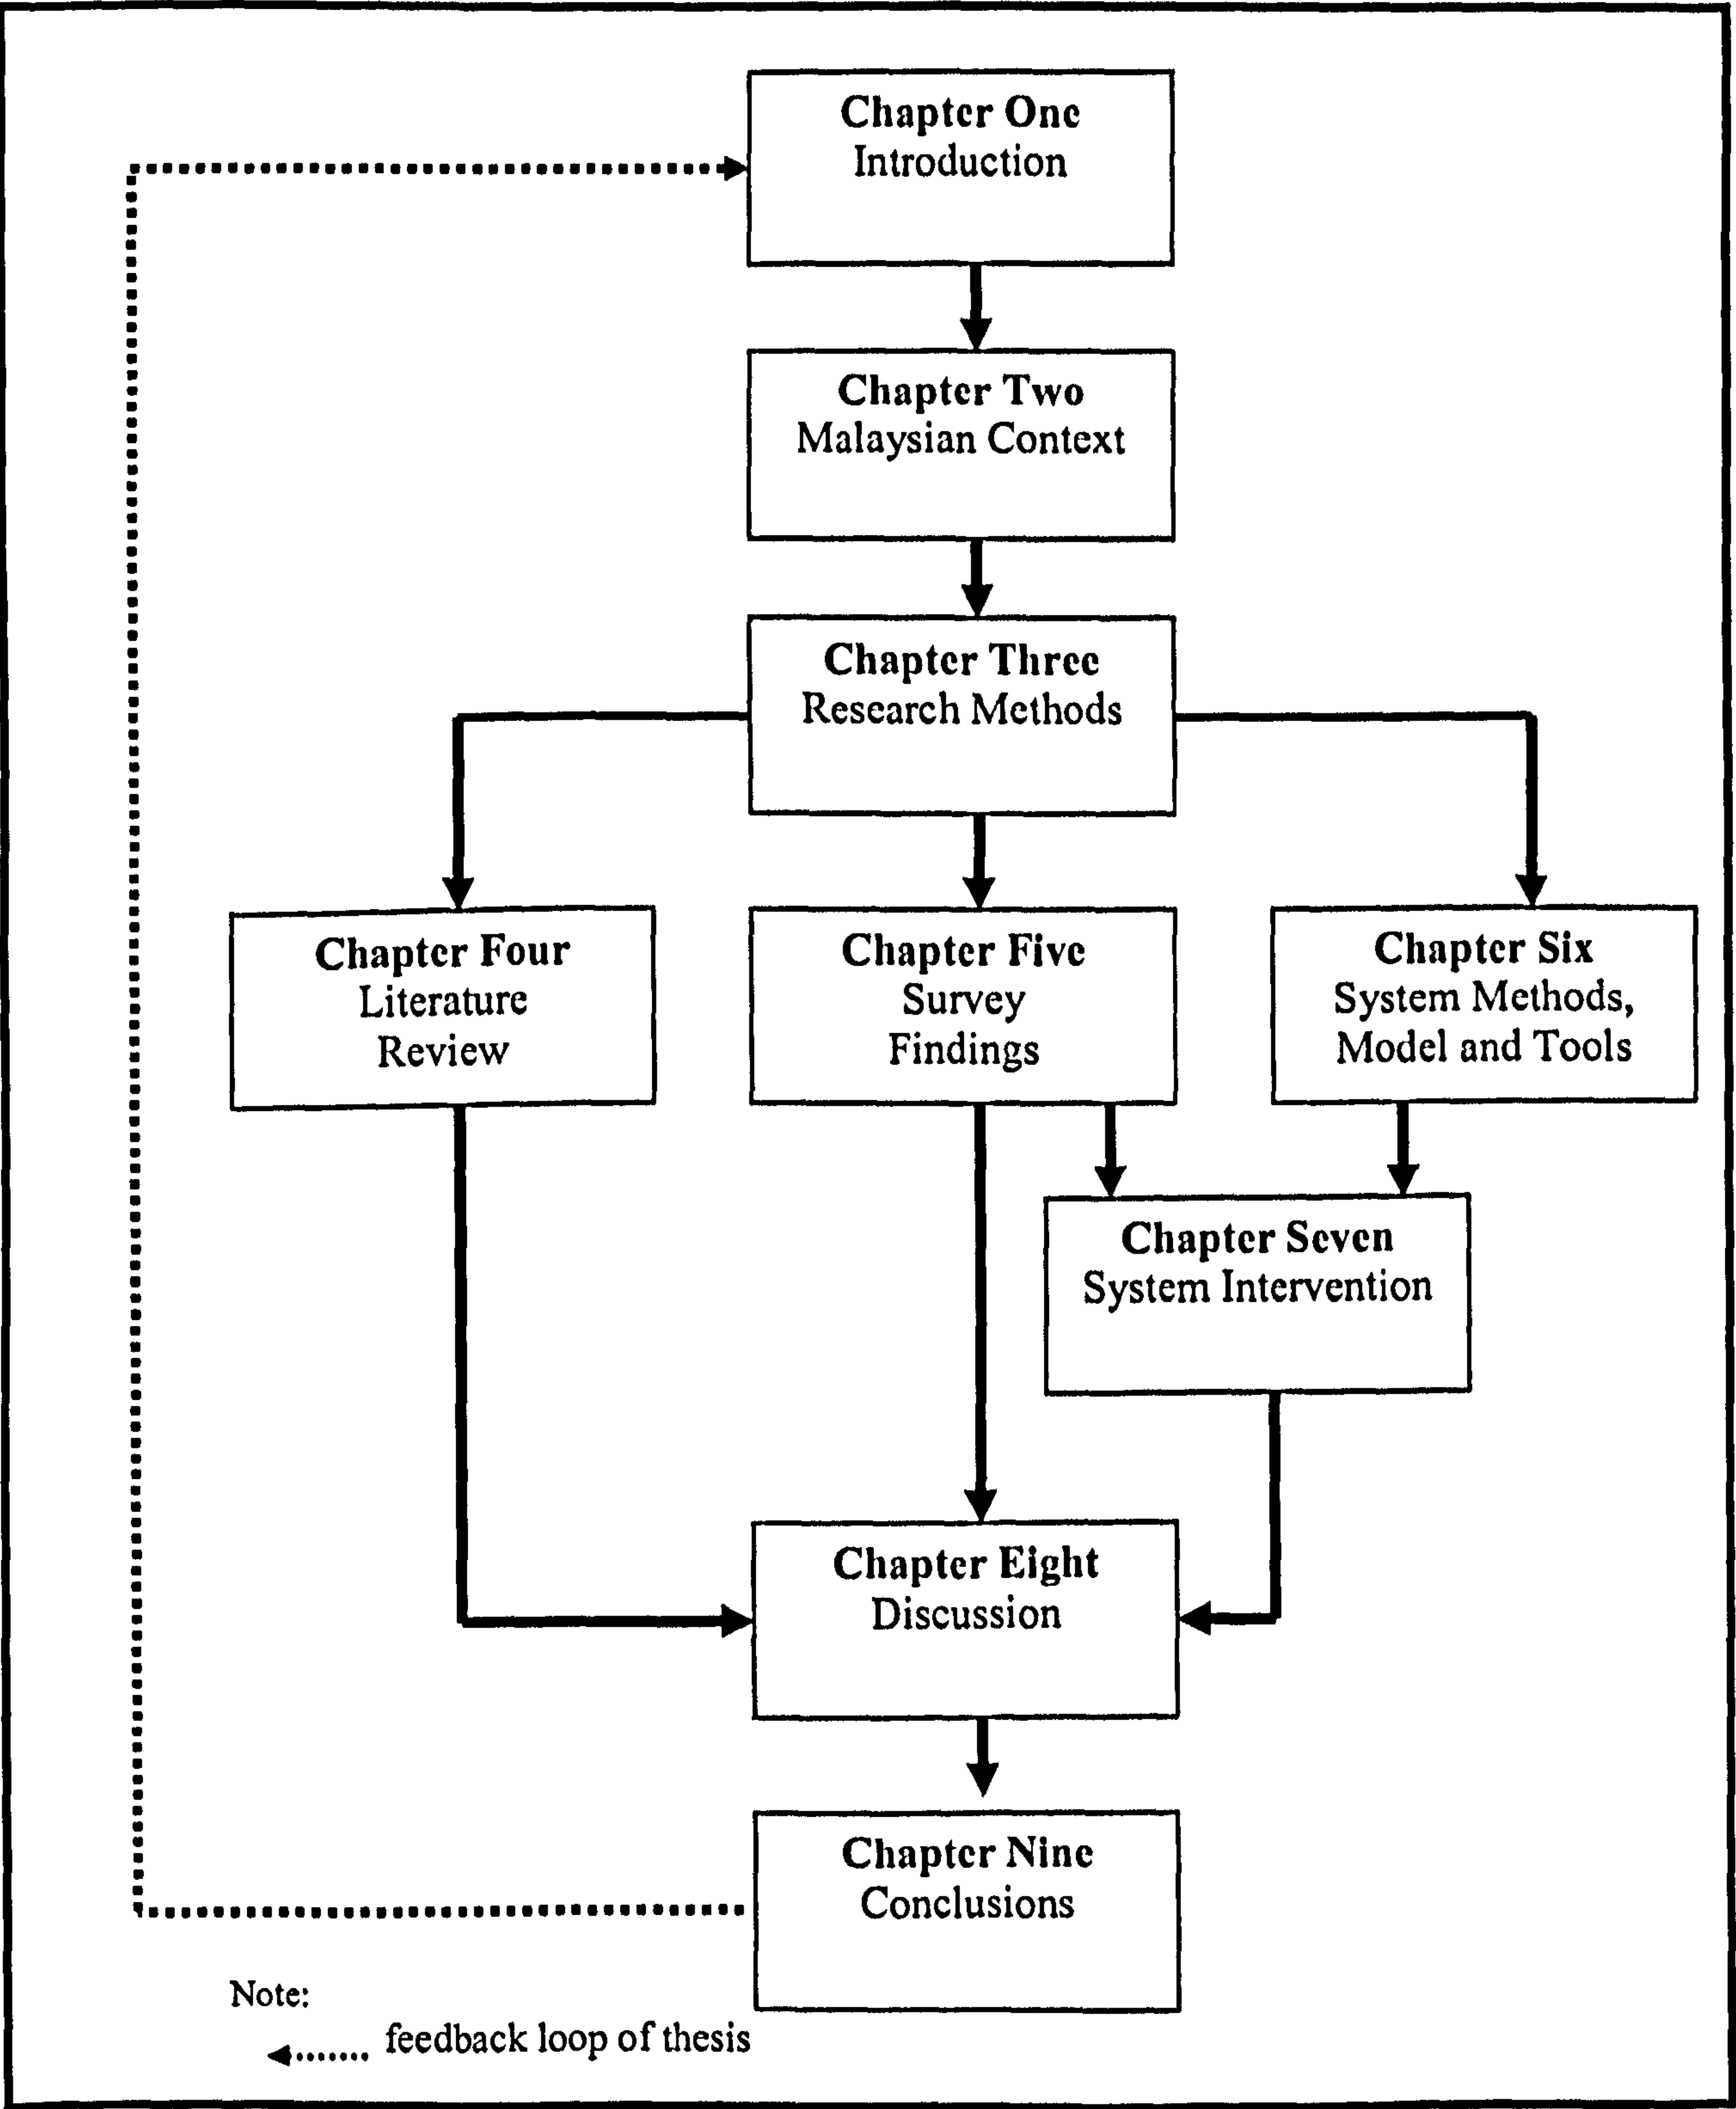 Chapter One
Introduction
Chapter Two
Malaysian Context
Chapter Three
Research Methods
Chapter Four
Literature
Review
Chapter Five
Survey
Findings
Chapter Six
System Methods,
Model and Tools
Chapter Seven
System Intervention
Chapter Eight
Discussion
Chapter Nine
Conclusions
Note:
feedback loop of thesis